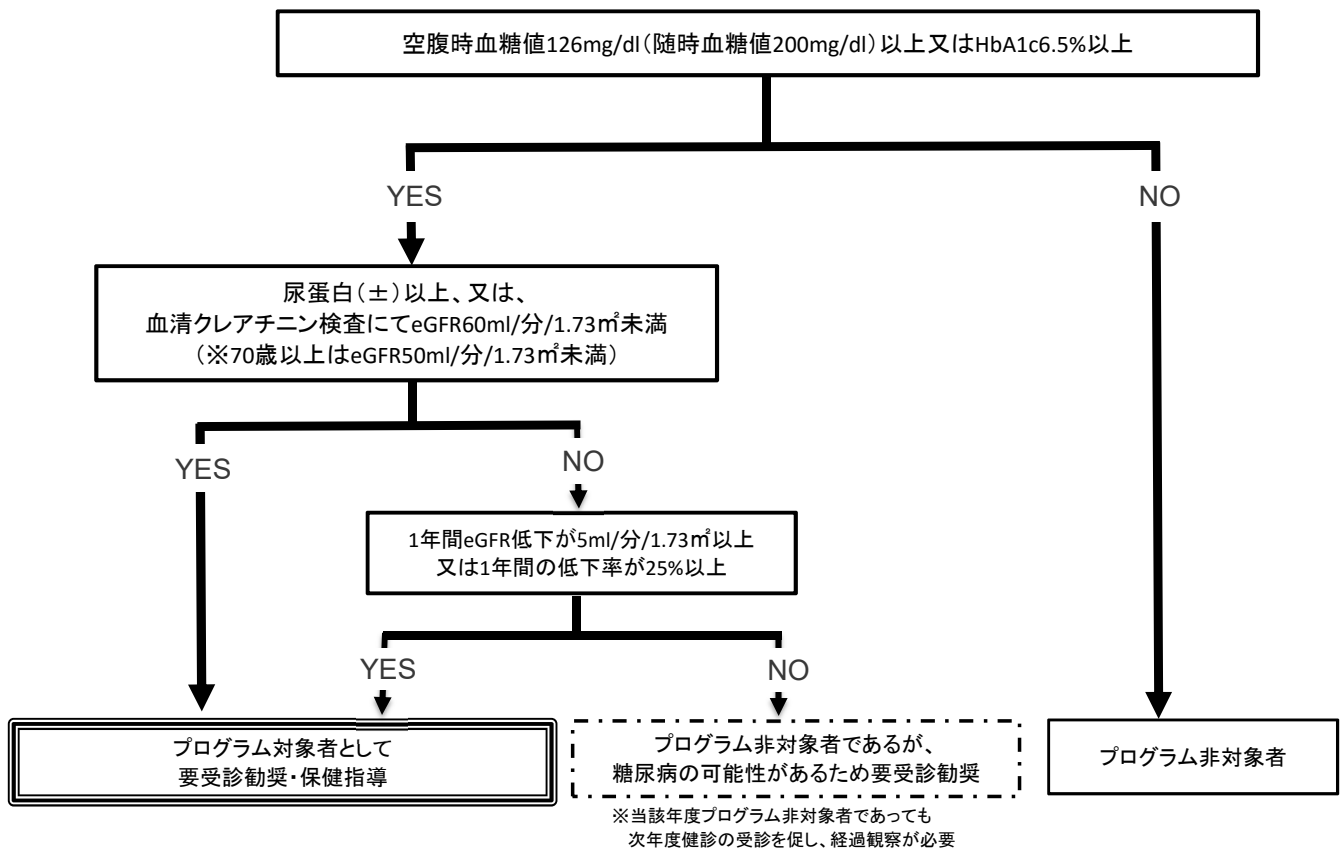 空腹時血糖値126mg/dl(随時血糖値200mg/dl)以上又はHbA1c6.5%以上
YES
NO
尿蛋白(±)以上、又は、
血清クレアチニン検査にてeGFR60ml/分/1.73㎡未満
(※70歳以上はeGFR50ml/分/1.73㎡未満)
YES
NO
1年間eGFR低下が5ml/分/1.73㎡以上
又は1年間の低下率が25%以上
YES
NO
プログラム対象者として
要受診勧奨・保健指導
プログラム非対象者であるが、
糖尿病の可能性があるため要受診勧奨
プログラム非対象者
※当該年度プログラム非対象者であっても
次年度健診の受診を促し、経過観察が必要